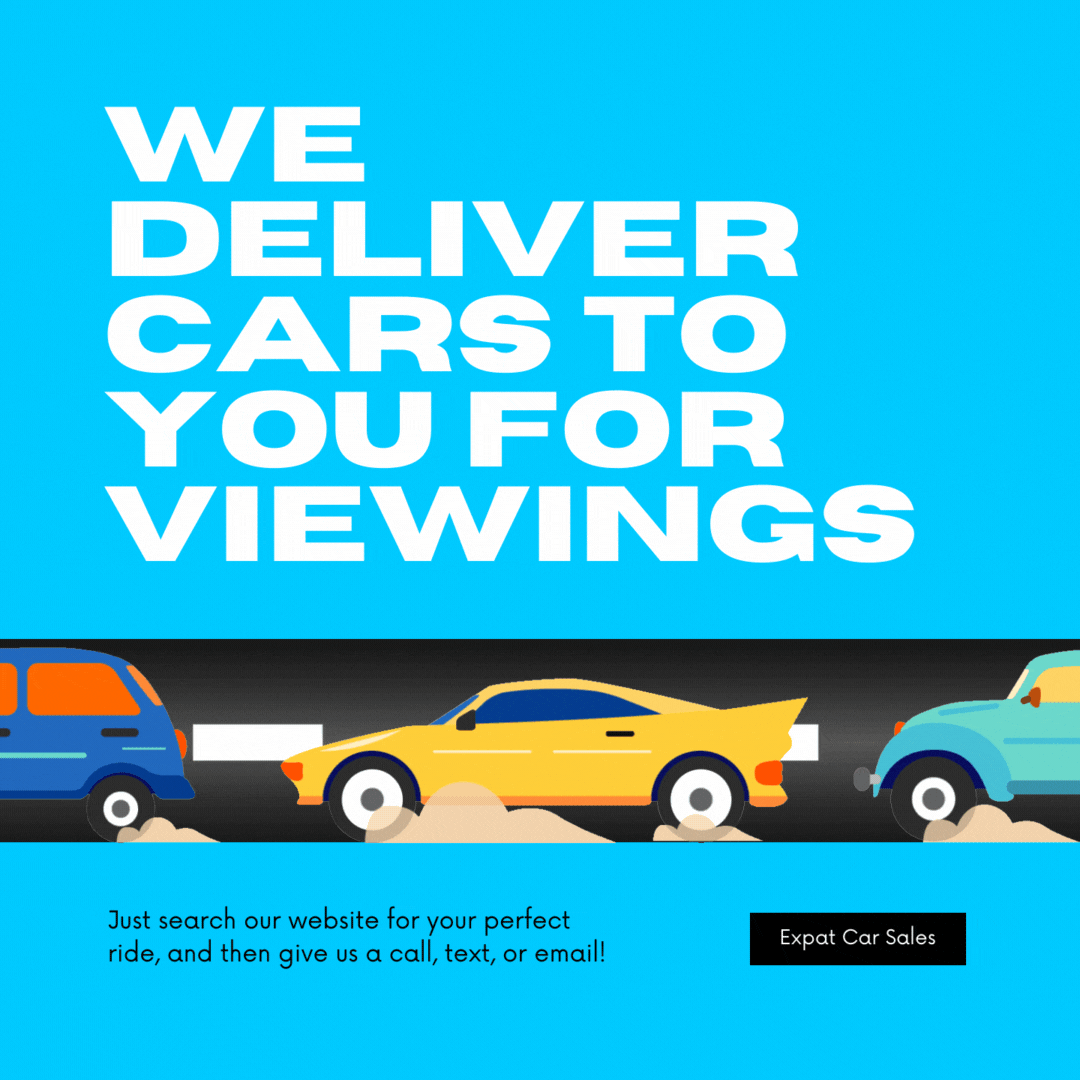 WE
DELIVER
CARS TO
YOU FOR
VIEWINGS
Just search our website for your perfect
ride, and then give us a call, text, or email!
Expat Car Sales